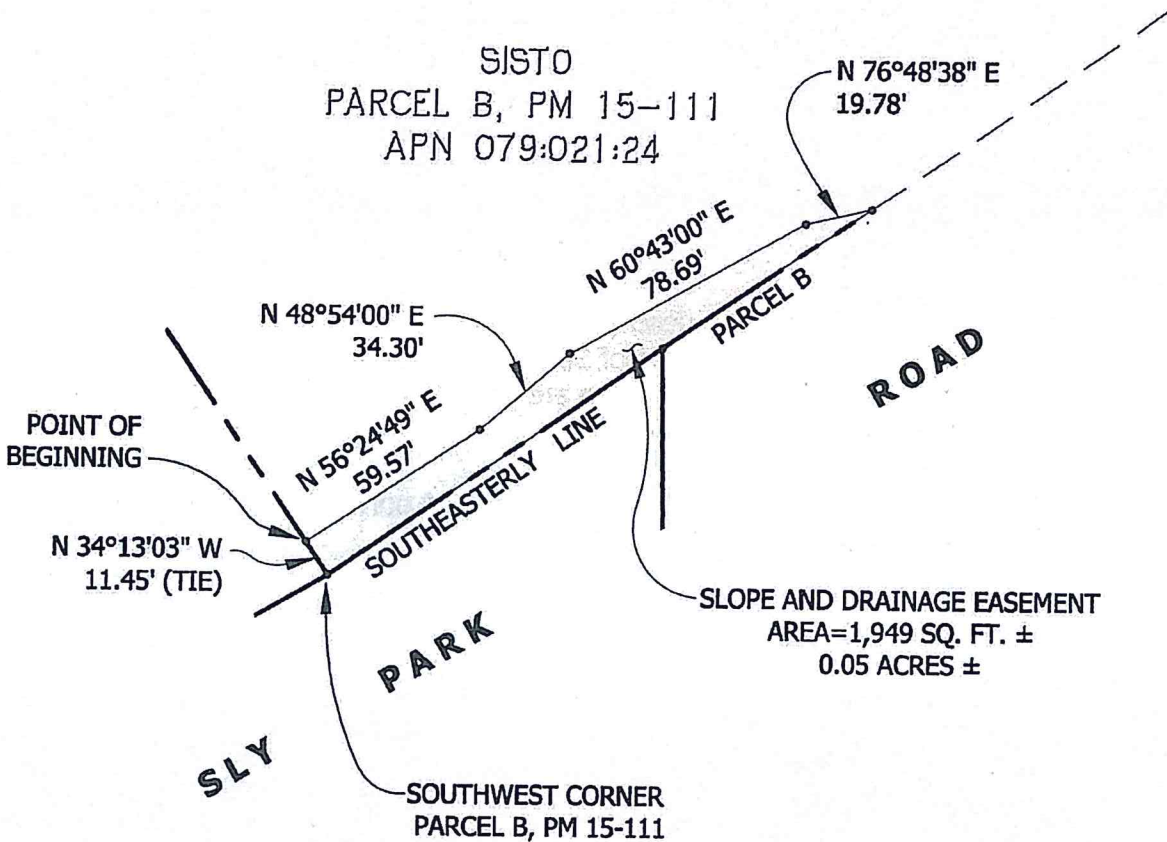 SISTO
PARCEL B, PM 15-111
APN 079:021:24
N 76°48'38" E
19.78'
N 60°43'00" E
78.69'
N 48°54'00" E
34.30'
PARCEL B
ROAD
POINT OF
BEGINNING
N 56°24'49" E
59.57'
SOUTHEASTERLY LINE
N 34°13'03" W
11.45' (TIE)
SLOPE AND DRAINAGE EASEMENT
AREA=1,949 SQ. FT. ±
0.05 ACRES ±
PARK
SLY
SOUTHWEST CORNER
PARCEL B, PM 15-111